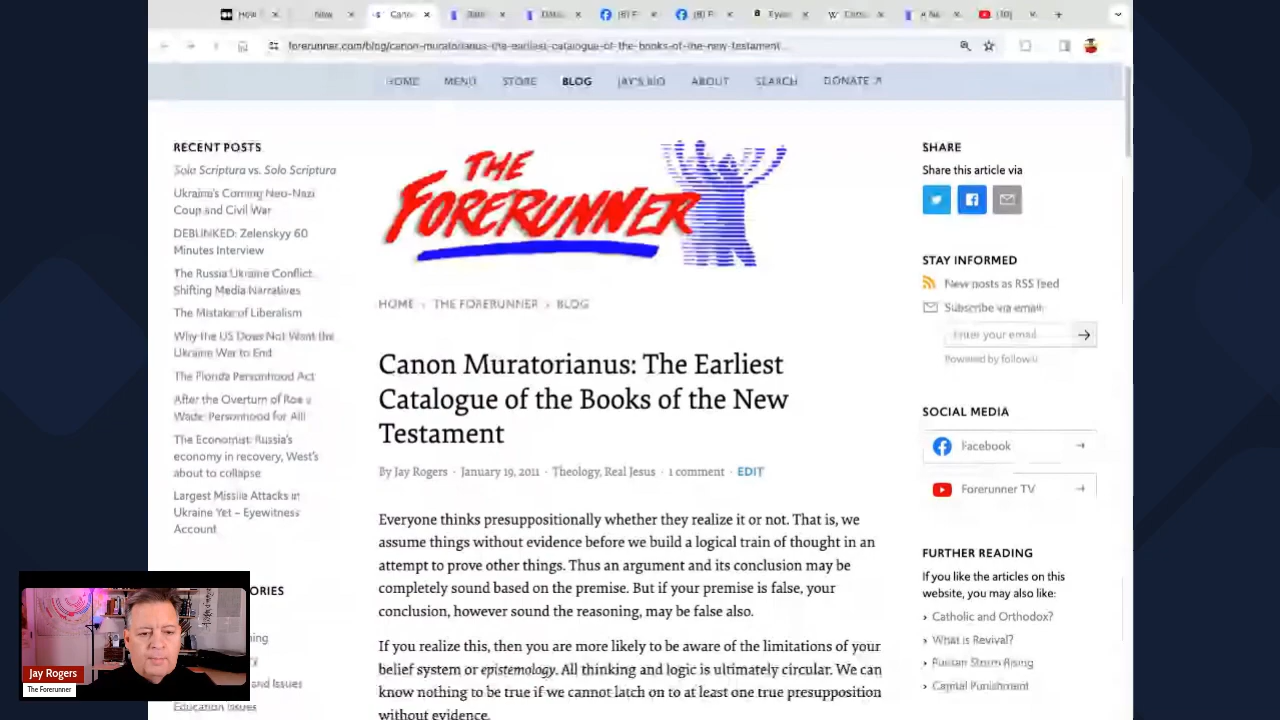 How
New
Canon
forerunner.com/blog/canon-muratorianus-the-earliest-catalogue-of-the-books-of-the-new-testament
HOME MENU STORE BLOG JAY'S BIO ABOUT SEARCH DONATE ↗
RECENT POSTS
Solo Scriptura vs. Solo Scriptura
Ukraine's Coming Neo-Nazi
Coup and Civil War
DEBUNKED: Zelenskyy 60
Minutes Interview
The Russia Ukraine Conflict
Shifting Media Narratives
The Mistake of Liberalism
Why the US Does Not Want the
Ukraine War to End
The Florida Personhood Act
After the Overturn of Roe v
Wade: Personhood for All!
The Economist: Russia's
economy in recovery, West's
about to collapse
Largest Missile Attacks in
Ukraine Yet – Eyewitness
Account
ORIES
and Issues
Education Issues
Jay Rogers
The Forerunner
THE
FORERUNNER
HOME › THE FORERUNNER › BLOG
Canon Muratorianus: The Earliest
Catalogue of the Books of the New
Testament
By Jay Rogers · January 19, 2011 · Theology, Real Jesus · 1 comment · EDIT
Everyone thinks presuppositionally whether they realize it or not. That is, we
assume things without evidence before we build a logical train of thought in an
attempt to prove other things. Thus an argument and its conclusion may be
completely sound based on the premise. But if your premise is false, your
conclusion, however sound the reasoning, may be false also.
If you realize this, then you are more likely to be aware of the limitations of your
belief system or epistemology. All thinking and logic is ultimately circular. We can
know nothing to be true if we cannot latch on to at least one true presupposition
without evidence.
SHARE
Share this article via
STAY INFORMED
New posts as RSS feed
Subscribe via email:
Enter your email
Powered by follow.it
SOCIAL MEDIA
Facebook →
Forerunner TV →
FURTHER READING
If you like the articles on this
website, you may also like:
› Catholic and Orthodox?
› What is Revival?
› Russian Storm Rising
› Capital Punishment